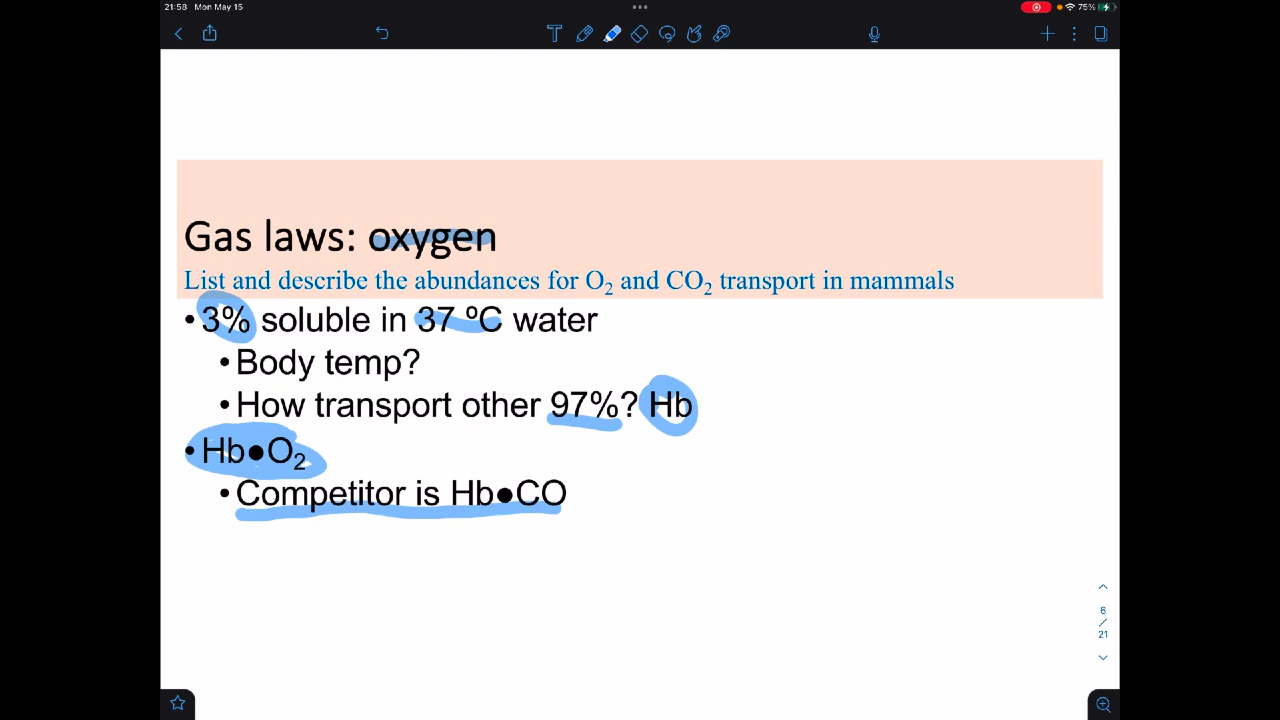 21:58 Mon May 15
75%
T
Gas laws: oxygen
List and describe the abundances for O₂ and CO₂ transport in mammals
• 3% soluble in 37 ºC water
• Body temp?
• How transport other 97%? Hb
• Hb●O₂
• Competitor is Hb●CO
6
/
21